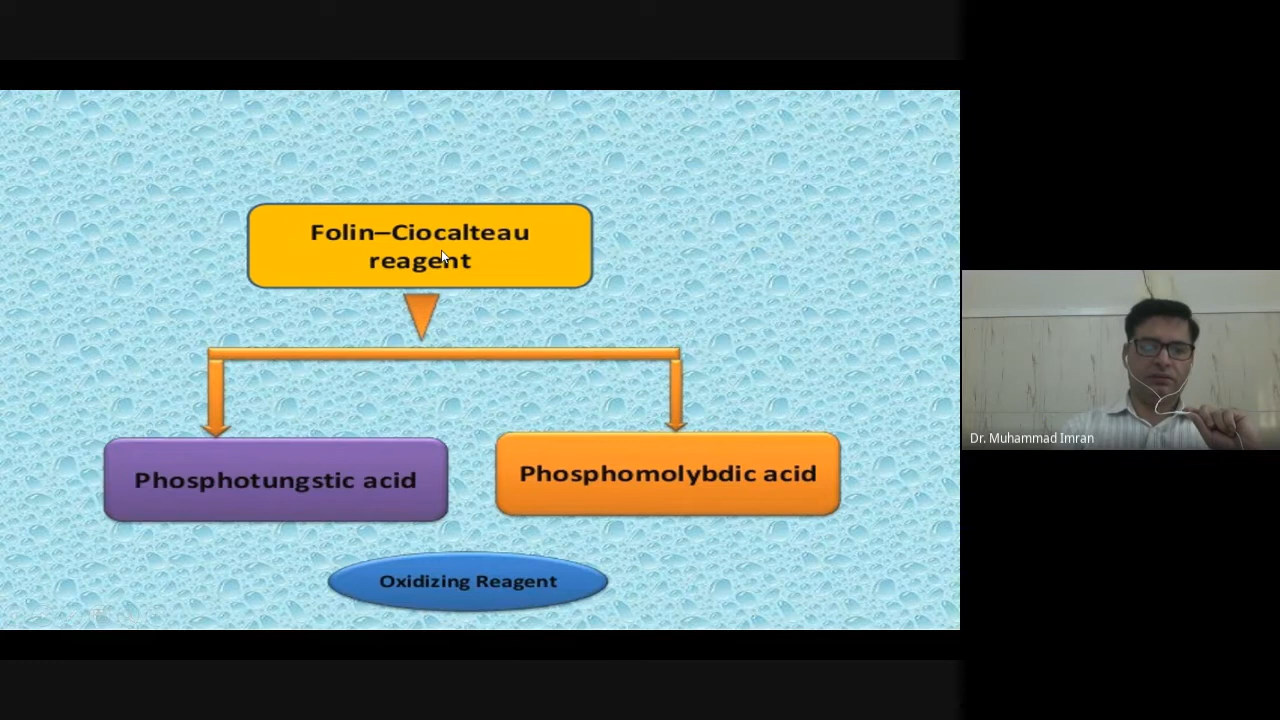 Folin–Ciocalteau
reagent
Phosphotungstic acid
Phosphomolybdic acid
Oxidizing Reagent
Dr. Muhammad Imran